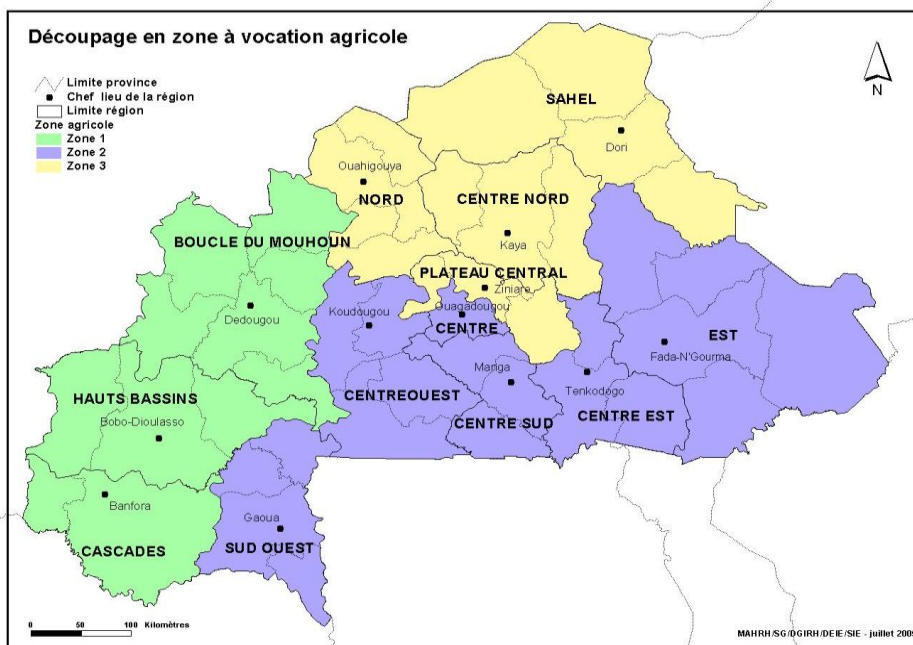 Découpage en zone à vocation agricole
Limite province
Chef lieu de la région
Limite région
Zone agricole
Zone 1
Zone 2
Zone 3
N
SAHEL
Dori
Ouahigouya
NORD
CENTRE NORD
Kaya
BOUCLE DU MOUHOUN
PLATEAU CENTRAL
Ziniare
Dedougou
Koudougou
Ouagadougou
CENTRE
EST
Fada-N'Gourma
Manga
Tenkodogo
HAUTS BASSINS
CENTREOUEST
CENTRE SUD
CENTRE EST
Bobo-Dioulasso
Banfora
Gaoua
CASCADES
SUD OUEST
0 50 100 Kilomètres
MAHRH/SG/DGIRH/DEIE/SIE - juillet 2009